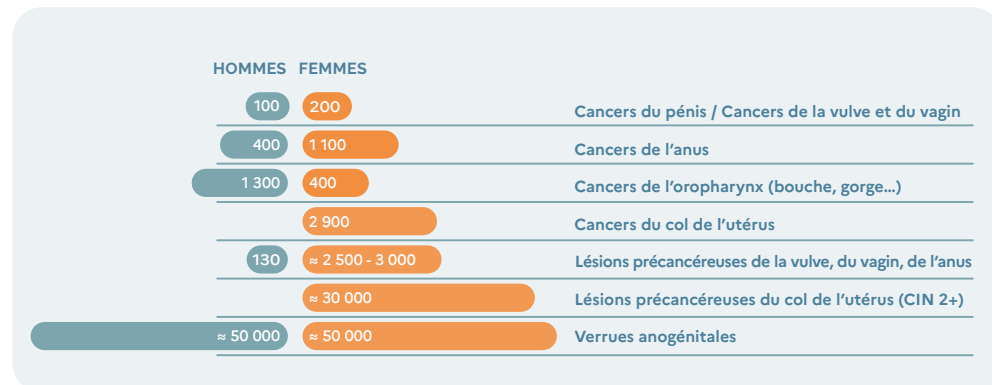 HOMMES FEMMES
100 200 Cancers du pénis / Cancers de la vulve et du vagin
400 1 100 Cancers de l'anus
1 300 400 Cancers de l'oropharynx (bouche, gorge...)
2 900 Cancers du col de l'utérus
130 ≈ 2 500 - 3 000 Lésions précancéreuses de la vulve, du vagin, de l'anus
≈ 30 000 Lésions précancéreuses du col de l'utérus (CIN 2+)
≈ 50 000 ≈ 50 000 Verrues anogénitales